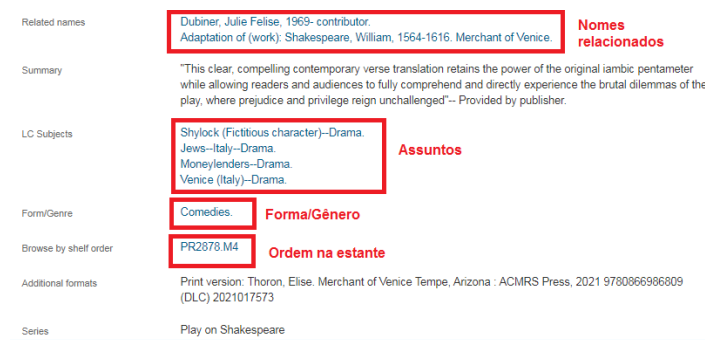 Related names
Dubiner, Julie Felise, 1969- contributor.
Adaptation of (work): Shakespeare, William, 1564-1616. Merchant of Venice.
Nomes
relacionados
Summary
"This clear, compelling contemporary verse translation retains the power of the original iambic pentameter
while allowing readers and audiences to fully comprehend and directly experience the brutal dilemmas of the
play, where prejudice and privilege reign unchallenged"-- Provided by publisher.
LC Subjects
Shylock (Fictitious character)--Drama.
Jews--Italy--Drama.
Moneylenders--Drama.
Venice (Italy)--Drama.
Assuntos
Form/Genre
Comedies.
Forma/Gênero
Browse by shelf order
PR2878.M4
Ordem na estante
Additional formats
Print version: Thoron, Elise. Merchant of Venice Tempe, Arizona : ACMRS Press, 2021 9780866986809
(DLC) 2021017573
Series
Play on Shakespeare